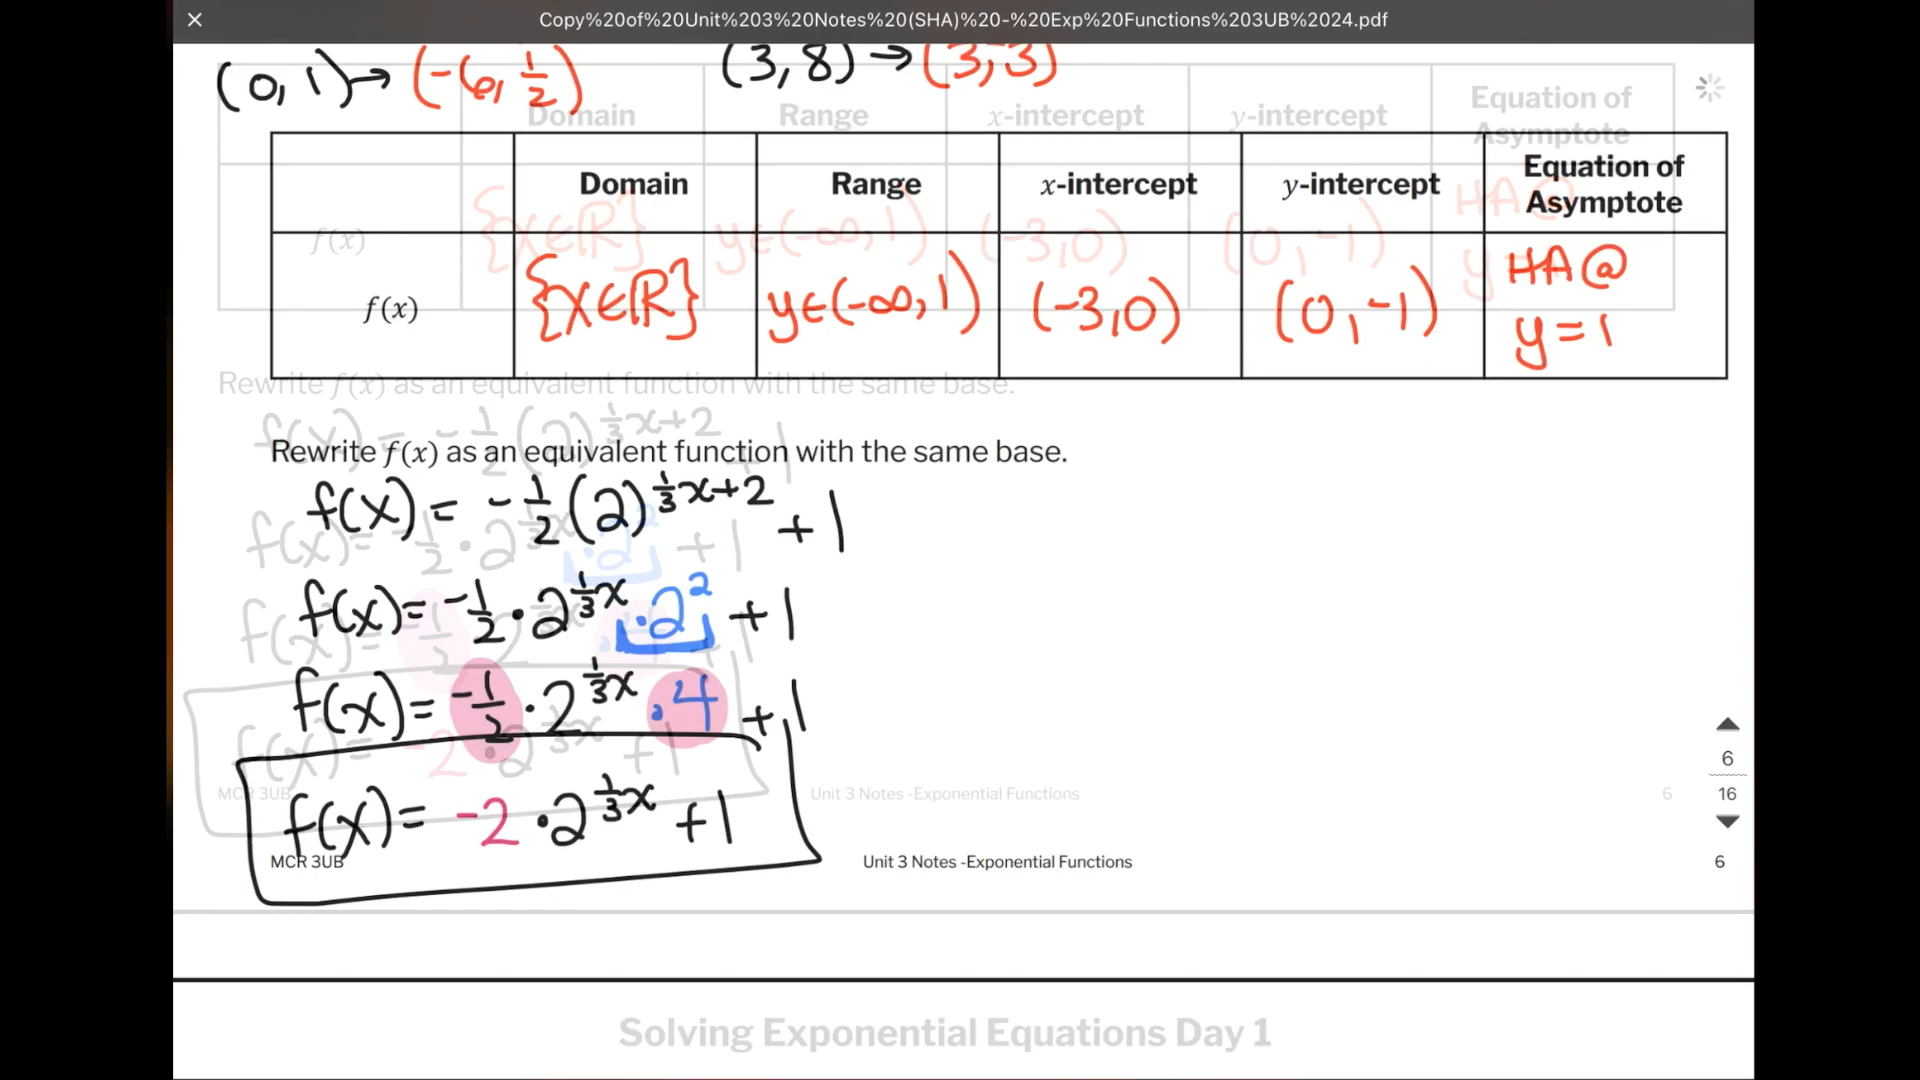 Copy%20of%20Unit%203%20Notes%20(SHA)%20-%20Exp%20Functions%203UB%2024.pdf
(0, 1) → (-6, 1/2) (3, 8) → (3, -3)
Domain Range x-intercept y-intercept Equation of Asymptote
f(x) {x∈ℝ} y∈(-∞, 1) (-3, 0) (0, -1) HA @ y = 1
Rewrite f(x) as an equivalent function with the same base.
f(x) = -1/2 (2)^(1/3x+2) + 1
f(x) = -1/2 · 2^(1/3x) · 2^2 + 1
f(x) = -1/2 · 2^(1/3x) · 4 + 1
f(x) = -2 · 2^(1/3x) + 1
MCR 3UB Unit 3 Notes -Exponential Functions 6
6
16
Solving Exponential Equations Day 1